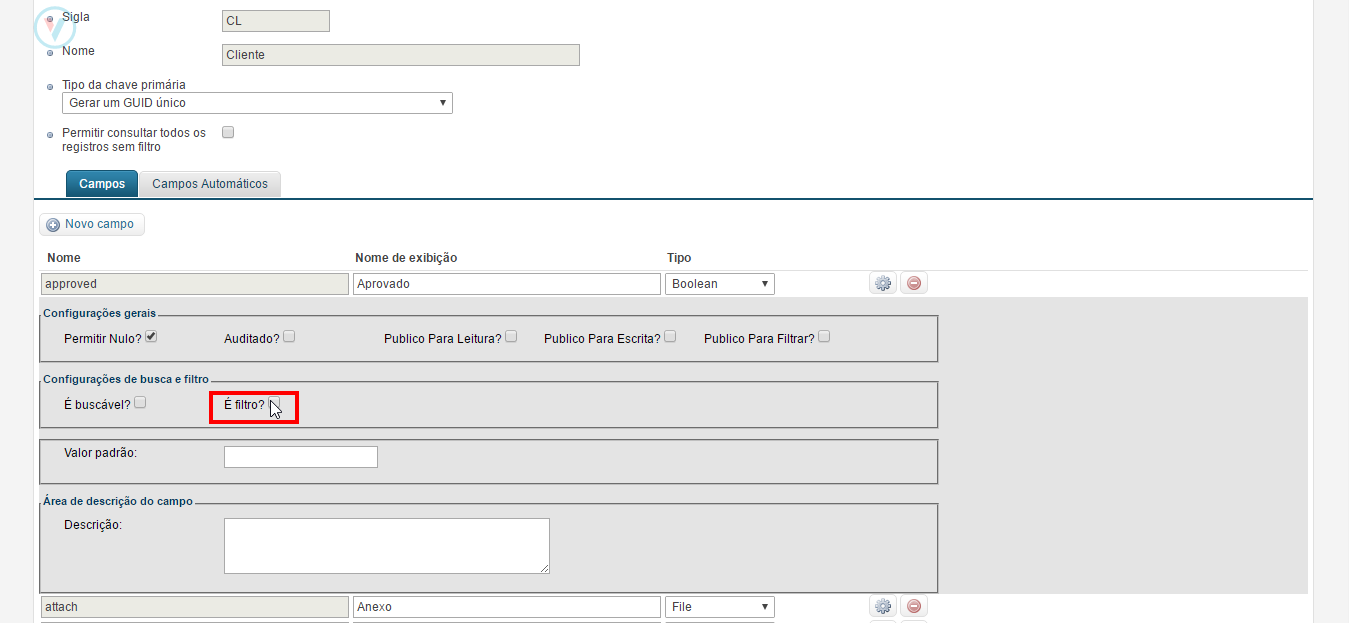 Sigla
CL
Nome
Cliente
Tipo da chave primária
Gerar um GUID único
Permitir consultar todos os
registros sem filtro
Campos Campos Automáticos
Novo campo
Nome Nome de exibição Tipo
approved Aprovado Boolean
Configurações gerais
Permitir Nulo? Auditado? Publico Para Leitura? Publico Para Escrita? Publico Para Filtrar?
Configurações de busca e filtro
É buscável? É filtro?
Valor padrão:
Área de descrição do campo
Descrição:
attach Anexo File